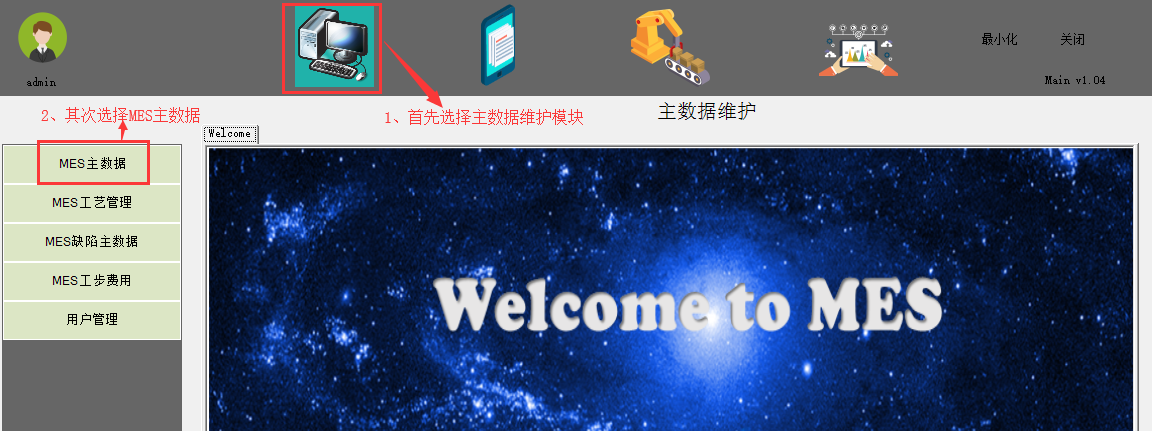 最小化
关闭
admin
Main v1.04
2、其次选择MES主数据
1、首先选择主数据维护模块
主数据维护
Welcome
MES主数据
MES工艺管理
MES缺陷主数据
MES工步费用
用户管理
Welcome to MES